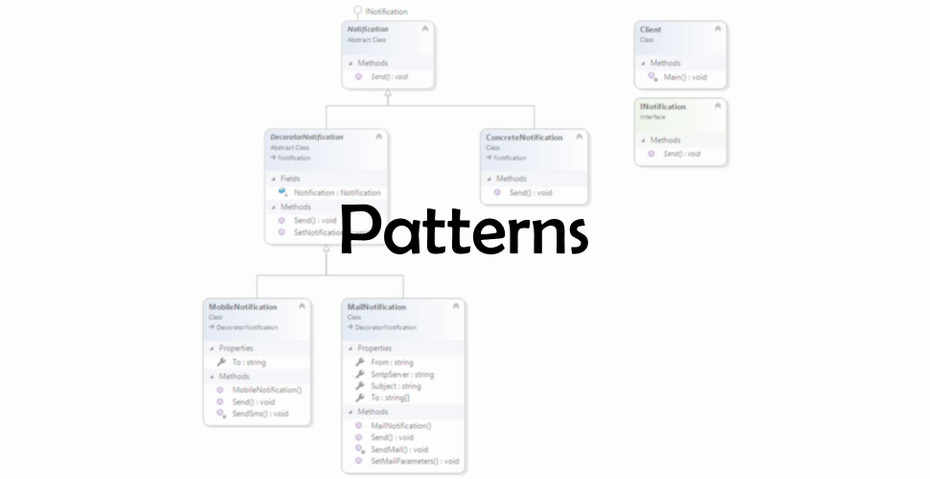 INotification
Notification
Abstract Class
Methods
Send() : void
Client
Class
Methods
Main() : void
INotification
Interface
Methods
Send() : void
DecoratorNotification
Abstract Class
Notification
Fields
Notification : Notification
Methods
Send() : void
SetNotification
ConcreteNotification
Class
Notification
Methods
Send() : void
Patterns
MobileNotification
Class
DecoratorNotification
Properties
To : string
Methods
MobileNotification()
Send() : void
SendSms() : void
MailNotification
Class
DecoratorNotification
Properties
From : string
SmtpServer : string
Subject : string
To : string[]
Methods
MailNotification()
Send() : void
SendMail() : void
SetMailParameters() : void